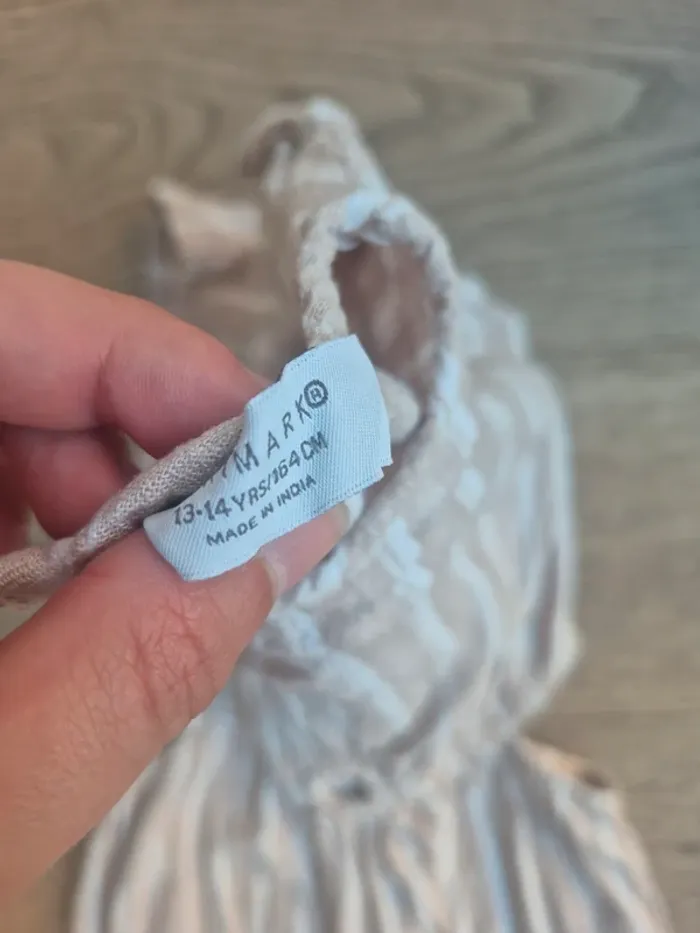 MARK®
13-14 YRS/164 CM
MADE IN INDIA